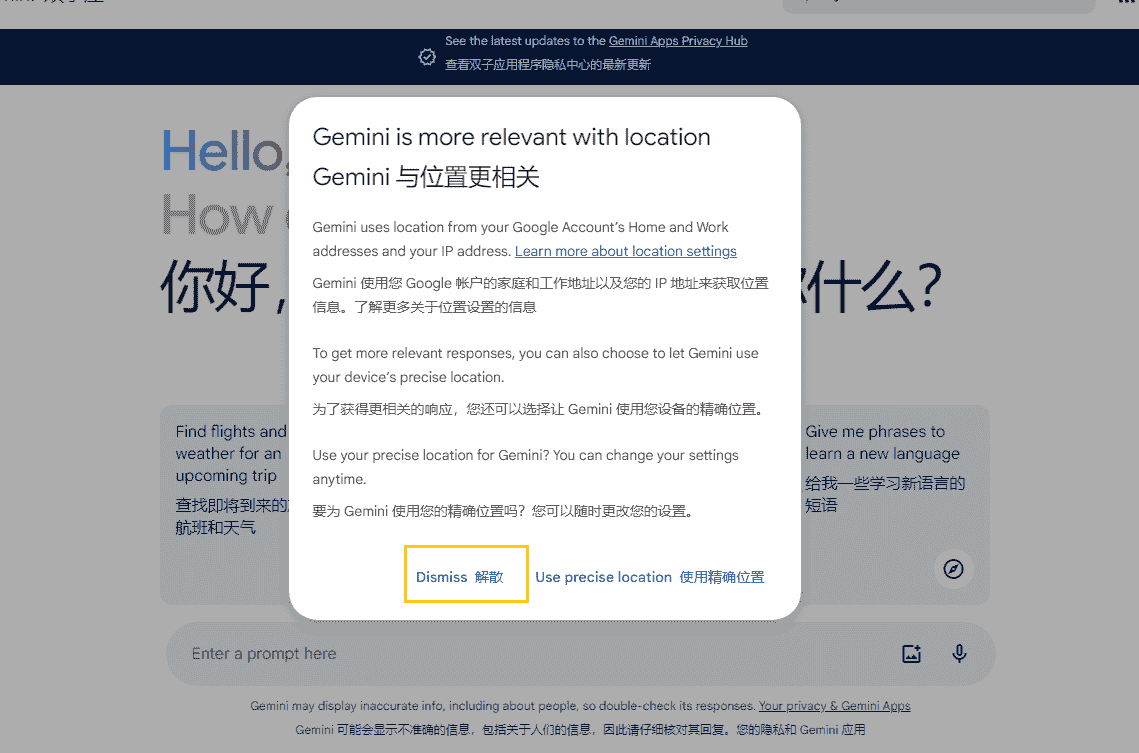 See the latest updates to the Gemini Apps Privacy Hub
查看双子应用程序隐私中心的最新更新
Hello,
How
你好,
什么?
Gemini is more relevant with location
Gemini 与位置更相关
Gemini uses location from your Google Account's Home and Work
addresses and your IP address. Learn more about location settings
Gemini 使用您 Google 帐户的家庭和工作地址以及您的 IP 地址来获取位置
信息。了解更多关于位置设置的信息
To get more relevant responses, you can also choose to let Gemini use
your device's precise location.
为了获得更相关的响应，您还可以选择让 Gemini 使用您设备的精确位置。
Use your precise location for Gemini? You can change your settings
anytime.
要为 Gemini 使用您的精确位置吗？您可以随时更改您的设置。
Dismiss 解散
Use precise location 使用精确位置
Find flights and
weather for an
upcoming trip
查找即将到来的
航班和天气
Give me phrases to
learn a new language
给我一些学习新语言的
短语
Enter a prompt here
Gemini may display inaccurate info, including about people, so double-check its responses. Your privacy & Gemini Apps
Gemini 可能会显示不准确的信息，包括关于人们的信息，因此请仔细核对其回复。您的隐私和 Gemini 应用